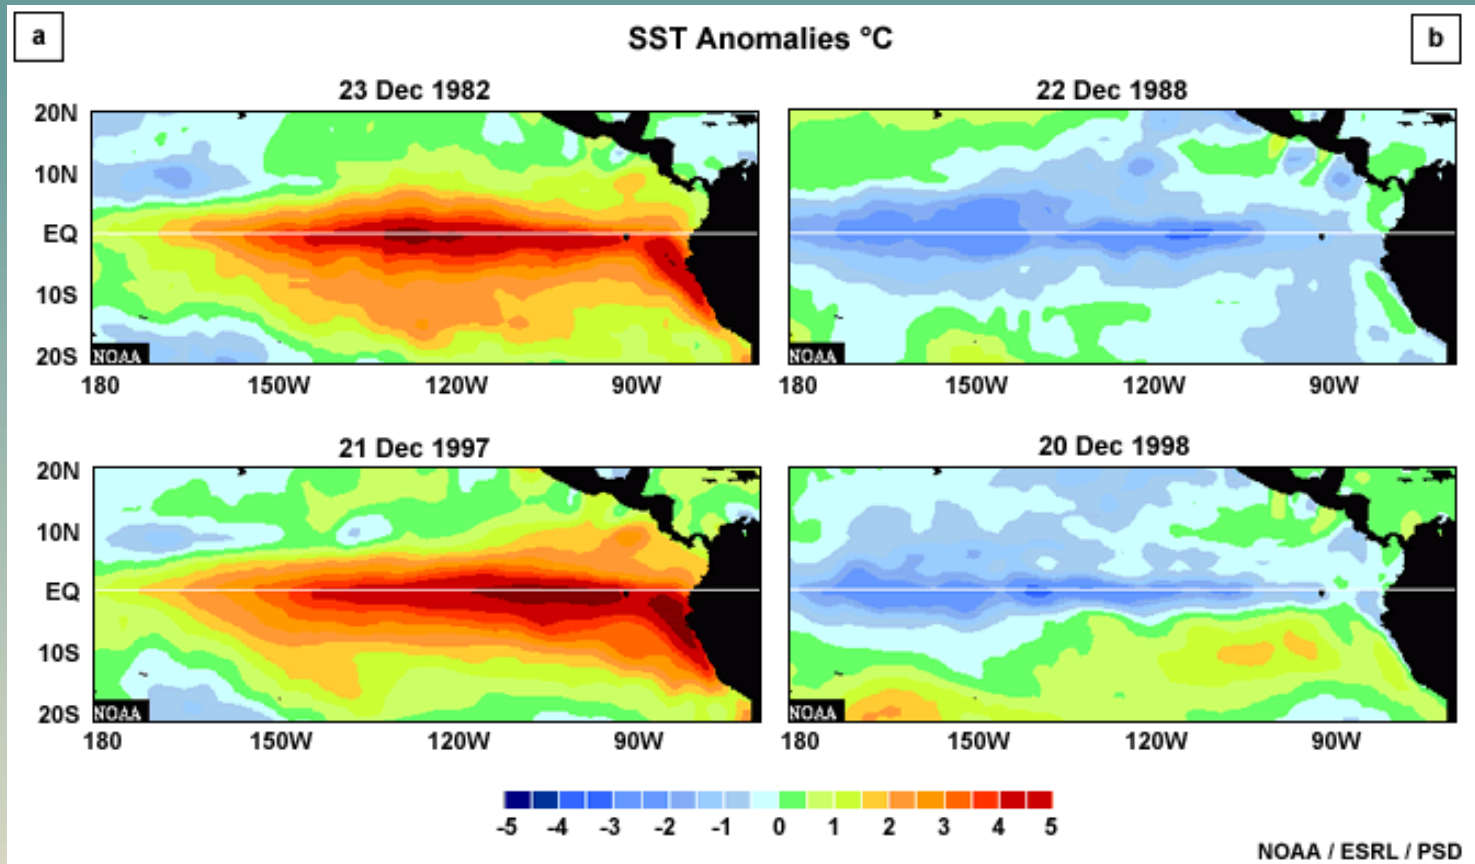 a
SST Anomalies °C
b
23 Dec 1982
20N
10N
EQ
10S
20S
NOAA
180 150W 120W 90W
22 Dec 1988
NOAA
180 150W 120W 90W
21 Dec 1997
20N
10N
EQ
10S
20S
NOAA
180 150W 120W 90W
20 Dec 1998
NOAA
180 150W 120W 90W
-5 -4 -3 -2 -1 0 1 2 3 4 5
NOAA / ESRL / PSD